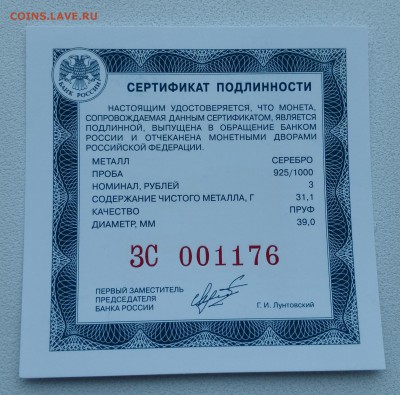 COINS.LAVE.RU
БАНК РОССИИ
СЕРТИФИКАТ ПОДЛИННОСТИ
НАСТОЯЩИМ УДОСТОВЕРЯЕТСЯ, ЧТО МОНЕТА,
СОПРОВОЖДАЕМАЯ ДАННЫМ СЕРТИФИКАТОМ, ЯВЛЯЕТСЯ
ПОДЛИННОЙ, ВЫПУЩЕНА В ОБРАЩЕНИЕ БАНКОМ
РОССИИ И ОТЧЕКАНЕНА МОНЕТНЫМИ ДВОРАМИ
РОССИЙСКОЙ ФЕДЕРАЦИИ.
МЕТАЛЛ СЕРЕБРО
ПРОБА 925/1000
НОМИНАЛ, РУБЛЕЙ 3
СОДЕРЖАНИЕ ЧИСТОГО МЕТАЛЛА, Г 31,1
КАЧЕСТВО ПРУФ
ДИАМЕТР, ММ 39,0
ЗС 001176
ПЕРВЫЙ ЗАМЕСТИТЕЛЬ
ПРЕДСЕДАТЕЛЯ
БАНКА РОССИИ Г. И. Лунтовский